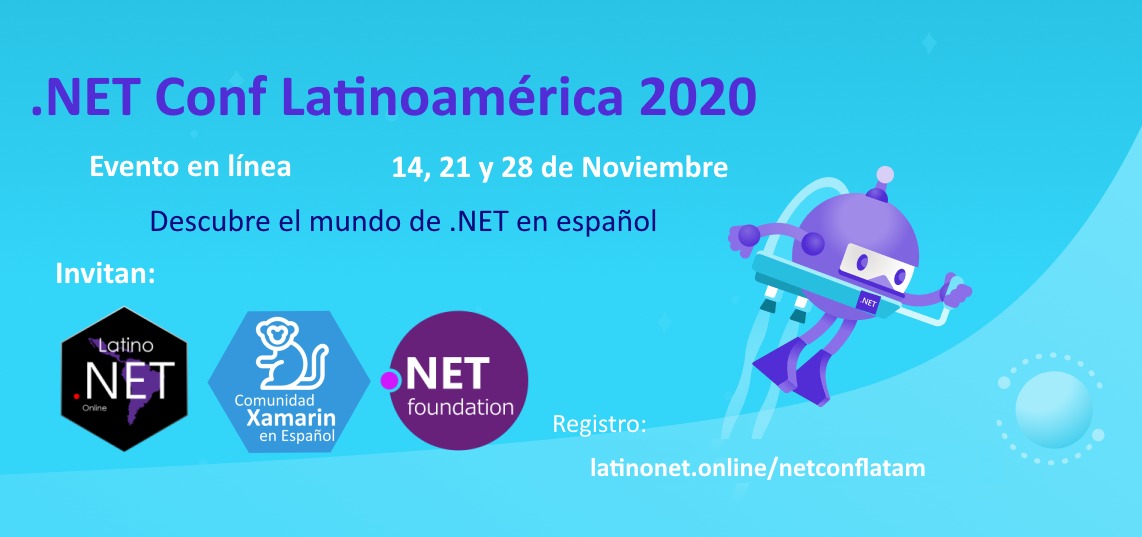 .NET Conf Latinoamérica 2020
Evento en línea
14, 21 y 28 de Noviembre
Descubre el mundo de .NET en español
Invitan:
Latino
.NET
Online
Comunidad
Xamarin
en Español
.NET
foundation
.NET
Registro:
latinonet.online/netconflatam